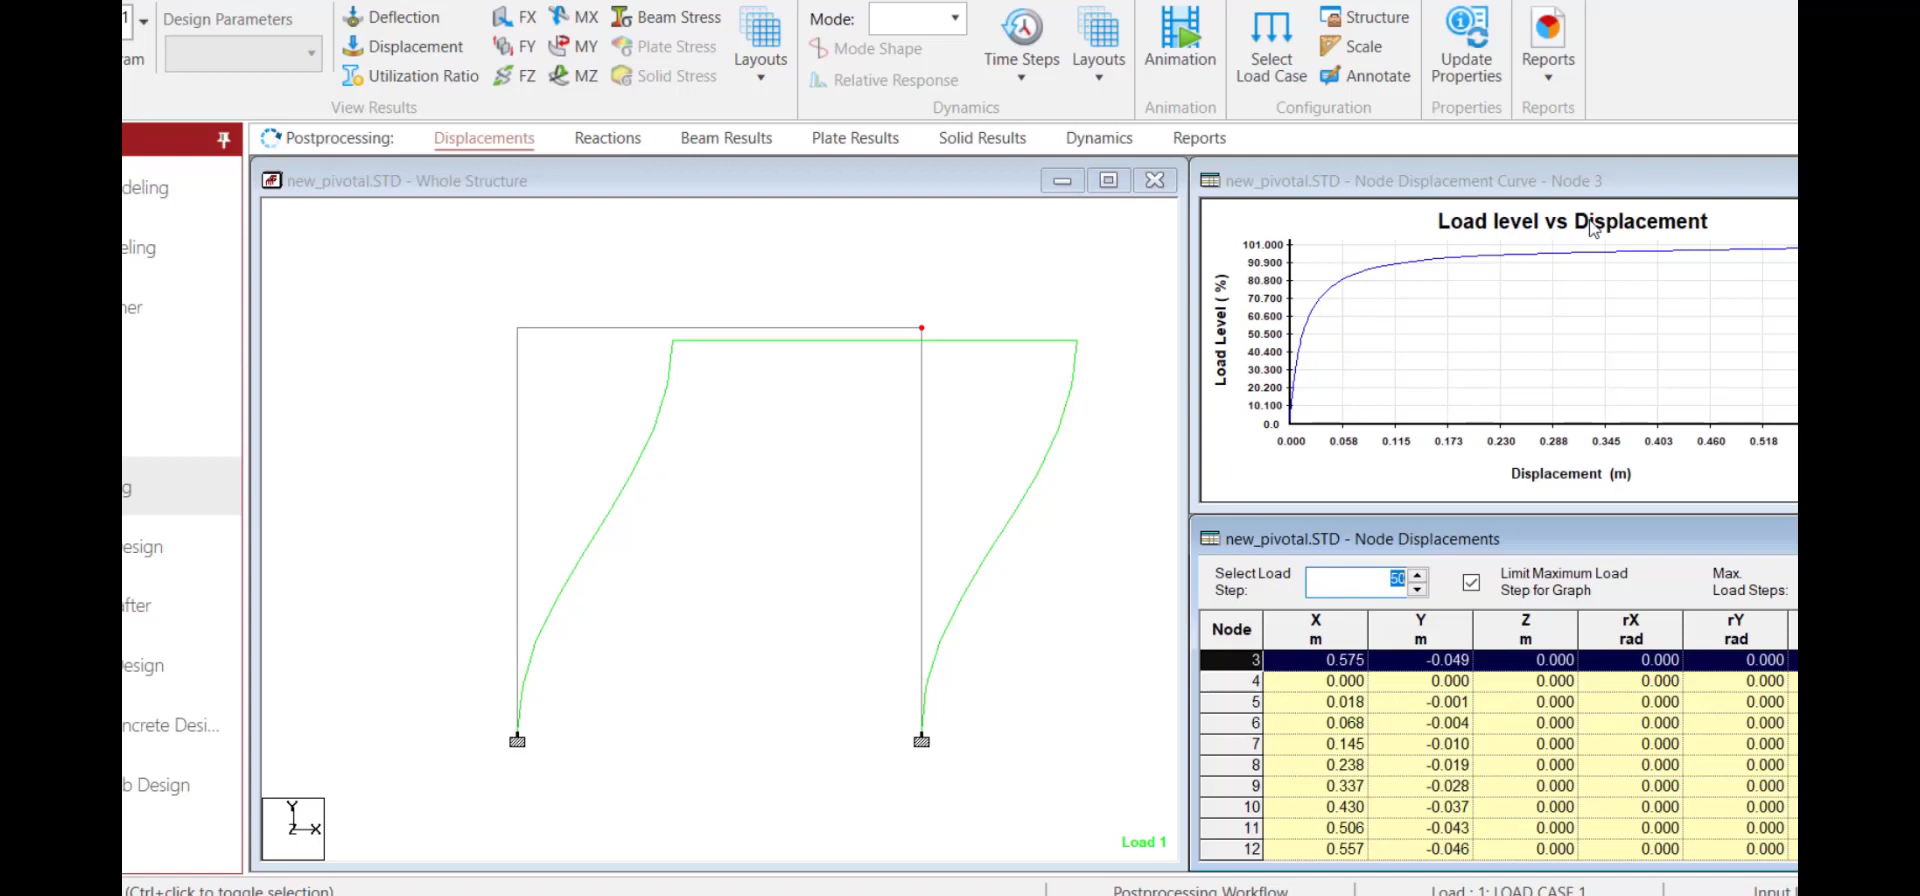 Design Parameters
am
Deflection
Displacement
Utilization Ratio
FX MX Beam Stress
FY MY Plate Stress
FZ MZ Solid Stress
Layouts
View Results
Mode:
Mode Shape
Relative Response
Time Steps
Layouts
Dynamics
Animation
Animation
Select
Load Case
Structure
Scale
Annotate
Configuration
Update
Properties
Properties
Reports
Reports
Postprocessing: Displacements Reactions Beam Results Plate Results Solid Results Dynamics Reports
deling
eling
ner
g
esign
after
Design
ncrete Desi...
b Design
new_pivotal.STD - Whole Structure
Y
Z X
Load 1
new_pivotal.STD - Node Displacement Curve - Node 3
Load level vs Displacement
Load Level ( %)
101.000
90.900
80.800
70.700
60.600
50.500
40.400
30.300
20.200
10.100
0.0
0.000 0.058 0.115 0.173 0.230 0.288 0.345 0.403 0.460 0.518
Displacement (m)
new_pivotal.STD - Node Displacements
Select Load
Step:
50
Limit Maximum Load
Step for Graph
Max.
Load Steps:
Node X Y Z rX rY
m m m rad rad
3 0.575 -0.049 0.000 0.000 0.000
4 0.000 0.000 0.000 0.000 0.000
5 0.018 -0.001 0.000 0.000 0.000
6 0.068 -0.004 0.000 0.000 0.000
7 0.145 -0.010 0.000 0.000 0.000
8 0.238 -0.019 0.000 0.000 0.000
9 0.337 -0.028 0.000 0.000 0.000
10 0.430 -0.037 0.000 0.000 0.000
11 0.506 -0.043 0.000 0.000 0.000
12 0.557 -0.046 0.000 0.000 0.000
(Ctrl+click to toggle selection) Postprocessing Workflow Load : 1: LOAD CASE 1 Input